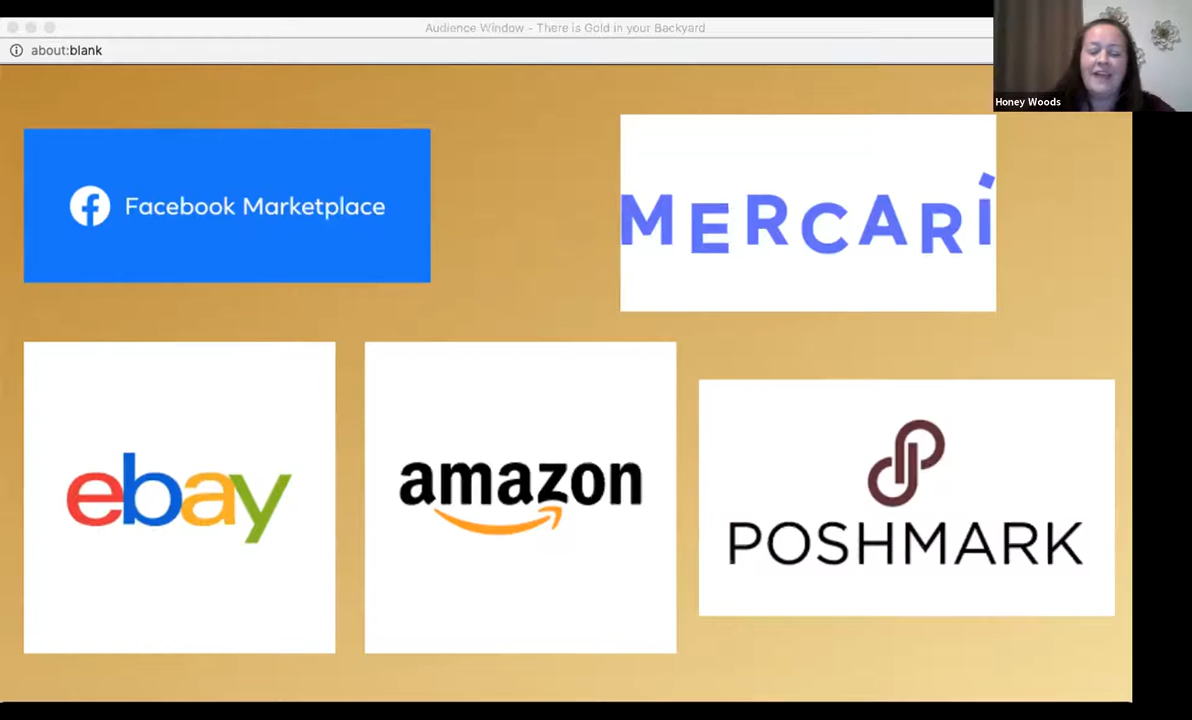 Audience Window - There is Gold in your Backyard
about:blank
Honey Woods
Facebook Marketplace
MERCARI
ebay
amazon
POSHMARK